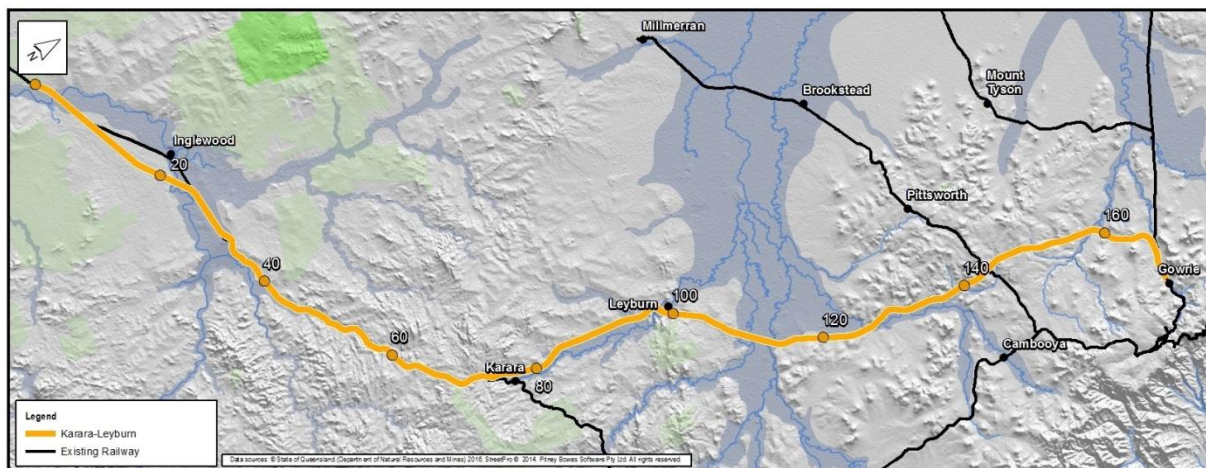 Millmerran
Brookstead
Mount
Tyson
Inglewood
20
Pittsworth
160
40
140
Gowrie
Leyburn
100
120
60
Cambooya
Karara
80
Legend
Karara-Leyburn
Existing Railway
Data sources: © State of Queensland (Department of Natural Resources and Mines) 2016. StreetPro © 2014. Pitney Bowes Software Pty Ltd. All rights reserved.
N